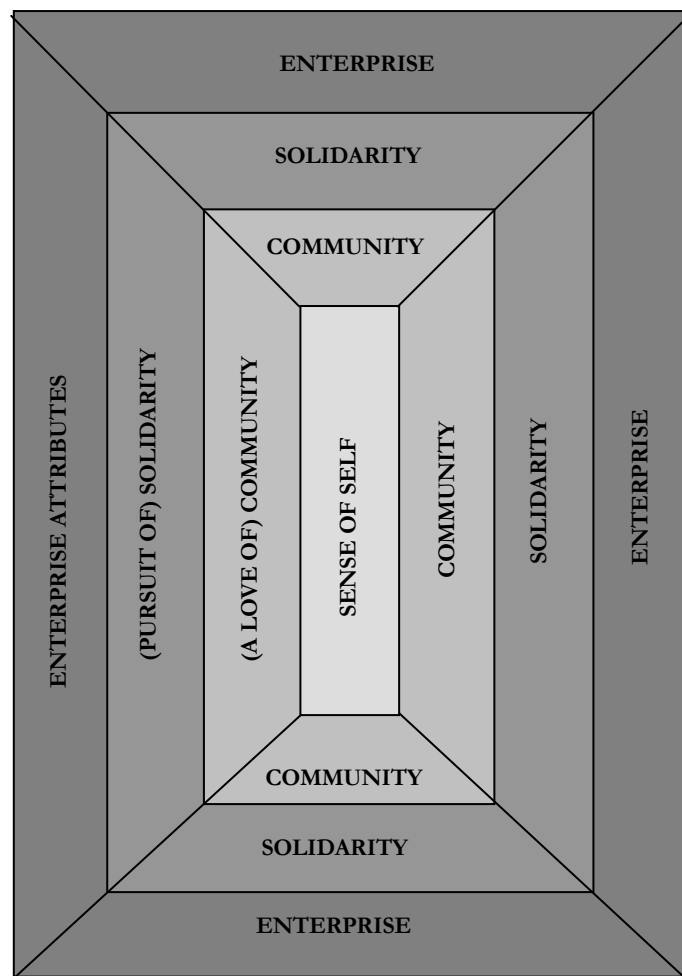 ENTERPRISE
SOLIDARITY
COMMUNITY
ENTERPRISE ATTRIBUTES
(PURSUIT OF) SOLIDARITY
(A LOVE OF) COMMUNITY
SENSE OF SELF
COMMUNITY
SOLIDARITY
ENTERPRISE
COMMUNITY
SOLIDARITY
ENTERPRISE